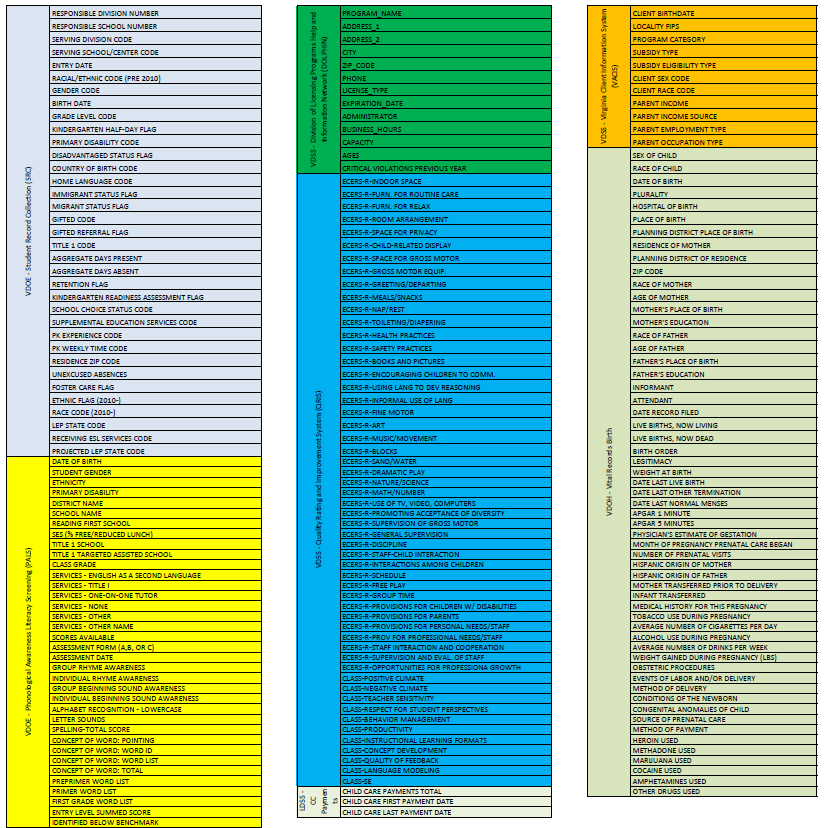 VDOE - Student Record Collection (SRC)
RESPONSIBLE DIVISION NUMBER
RESPONSIBLE SCHOOL NUMBER
SERVING DIVISION CODE
SERVING SCHOOL/CENTER CODE
ENTRY DATE
RACIAL/ETHNIC CODE (PRE 2010)
GENDER CODE
BIRTH DATE
GRADE LEVEL CODE
KINDERGARTEN HALF-DAY FLAG
PRIMARY DISABILITY CODE
DISADVANTAGED STATUS FLAG
COUNTRY OF BIRTH CODE
HOME LANGUAGE CODE
IMMIGRANT STATUS FLAG
MIGRANT STATUS FLAG
GIFTED CODE
GIFTED REFERRAL FLAG
TITLE 1 CODE
AGGREGATE DAYS PRESENT
AGGREGATE DAYS ABSENT
RETENTION FLAG
KINDERGARTEN READINESS ASSESSMENT FLAG
SCHOOL CHOICE STATUS CODE
SUPPLEMENTAL EDUCATION SERVICES CODE
PK EXPERIENCE CODE
PK WEEKLY TIME CODE
RESIDENCE ZIP CODE
UNEXCUSED ABSENCES
FOSTER CARE FLAG
ETHNIC FLAG (2010-)
RACE CODE (2010-)
LEP STATE CODE
RECEIVING ESL SERVICES CODE
PROJECTED LEP STATE CODE
VDOE - Phonological Awareness Literacy Screening (PALS)
DATE OF BIRTH
STUDENT GENDER
ETHNICITY
PRIMARY DISABILITY
DISTRICT NAME
SCHOOL NAME
READING FIRST SCHOOL
SES (% FREE/REDUCED LUNCH)
TITLE 1 SCHOOL
TITLE 1 TARGETED ASSISTED SCHOOL
CLASS GRADE
SERVICES - ENGLISH AS A SECOND LANGUAGE
SERVICES - TITLE I
SERVICES - ONE-ON-ONE TUTOR
SERVICES - NONE
SERVICES - OTHER
SERVICES - OTHER NAME
SCORES AVAILABLE
ASSESSMENT FORM (A,B, OR C)
ASSESSMENT DATE
GROUP RHYME AWARENESS
INDIVIDUAL RHYME AWARENESS
GROUP BEGINNING SOUND AWARENESS
INDIVIDUAL BEGINNING SOUND AWARENESS
ALPHABET RECOGNITION - LOWERCASE
LETTER SOUNDS
SPELLING-TOTAL SCORE
CONCEPT OF WORD: POINTING
CONCEPT OF WORD: WORD ID
CONCEPT OF WORD: WORD LIST
CONCEPT OF WORD: TOTAL
PREPRIMER WORD LIST
PRIMER WORD LIST
FIRST GRADE WORD LIST
ENTRY LEVEL SUMMED SCORE
IDENTIFIED BELOW BENCHMARK
VDSS - Division of Licensing Programs Help and
Information Network (DOLPHIN)
PROGRAM_NAME
ADDRESS_1
ADDRESS_2
CITY
ZIP_CODE
PHONE
LICENSE_TYPE
EXPIRATION_DATE
ADMINISTRATOR
BUSINESS_HOURS
CAPACITY
AGES
CRITICAL VIOLATIONS PREVIOUS YEAR
VDSS - Quality Rating and Improvement System (QRIS)
ECERS-R-INDOOR SPACE
ECERS-R-FURN. FOR ROUTINE CARE
ECERS-R-FURN. FOR RELAX
ECERS-R-ROOM ARRANGEMENT
ECERS-R-SPACE FOR PRIVACY
ECERS-R-CHILD-RELATED DISPLAY
ECERS-R-SPACE FOR GROSS MOTOR
ECERS-R-GROSS MOTOR EQUIP.
ECERS-R-GREETING/DEPARTING
ECERS-R-MEALS/SNACKS
ECERS-R-NAP/REST
ECERS-R-TOILETING/DIAPERING
ECERS-R-HEALTH PRACTICES
ECERS-R-SAFETY PRACTICES
ECERS-R-BOOKS AND PICTURES
ECERS-R-ENCOURAGING CHILDREN TO COMM.
ECERS-R-USING LANG TO DEV REASONING
ECERS-R-INFORMAL USE OF LANG
ECERS-R-FINE MOTOR
ECERS-R-ART
ECERS-R-MUSIC/MOVEMENT
ECERS-R-BLOCKS
ECERS-R-SAND/WATER
ECERS-R-DRAMATIC PLAY
ECERS-R-NATURE/SCIENCE
ECERS-R-MATH/NUMBER
ECERS-R-USE OF TV, VIDEO, COMPUTERS
ECERS-R-PROMOTING ACCEPTANCE OF DIVERSITY
ECERS-R-SUPERVISION OF GROSS MOTOR
ECERS-R-GENERAL SUPERVISION
ECERS-R-DISCIPLINE
ECERS-R-STAFF-CHILD INTERACTION
ECERS-R-INTERACTIONS AMONG CHILDREN
ECERS-R-SCHEDULE
ECERS-R-FREE PLAY
ECERS-R-GROUP TIME
ECERS-R-PROVISIONS FOR CHILDREN W/ DISABILITIES
ECERS-R-PROVISIONS FOR PARENTS
ECERS-R-PROVISIONS FOR PERSONAL NEEDS/STAFF
ECERS-R-PROV FOR PROFESSIONAL NEEDS/STAFF
ECERS-R-STAFF INTERACTION AND COOPERATION
ECERS-R-SUPERVISION AND EVAL. OF STAFF
ECERS-R-OPPORTUNITIES FOR PROFESSIONA GROWTH
CLASS-POSITIVE CLIMATE
CLASS-NEGATIVE CLIMATE
CLASS-TEACHER SENSITIVITY
CLASS-RESPECT FOR STUDENT PERSPECTIVES
CLASS-BEHAVIOR MANAGEMENT
CLASS-PRODUCTIVITY
CLASS-INSTRUCTIONAL LEARNING FORMATS
CLASS-CONCEPT DEVELOPMENT
CLASS-QUALITY OF FEEDBACK
CLASS-LANGUAGE MODELING
CLASS-SE
LDSS -
CC
Paymen
ts
CHILD CARE PAYMENTS TOTAL
CHILD CARE FIRST PAYMENT DATE
CHILD CARE LAST PAYMENT DATE
VDSS - Virginia Client Information System
(VACIS)
CLIENT BIRTHDATE
LOCALITY FIPS
PROGRAM CATEGORY
SUBSIDY TYPE
SUBSIDY ELIGIBILITY TYPE
CLIENT SEX CODE
CLIENT RACE CODE
PARENT INCOME
PARENT INCOME SOURCE
PARENT EMPLOYMENT TYPE
PARENT OCCUPATION TYPE
VDOH - Vital Records Birth
SEX OF CHILD
RACE OF CHILD
DATE OF BIRTH
PLURALITY
HOSPITAL OF BIRTH
PLACE OF BIRTH
PLANNING DISTRICT PLACE OF BIRTH
RESIDENCE OF MOTHER
PLANNING DISTRICT OF RESIDENCE
ZIP CODE
RACE OF MOTHER
AGE OF MOTHER
MOTHER'S PLACE OF BIRTH
MOTHER'S EDUCATION
RACE OF FATHER
AGE OF FATHER
FATHER'S PLACE OF BIRTH
FATHER'S EDUCATION
INFORMANT
ATTENDANT
DATE RECORD FILED
LIVE BIRTHS, NOW LIVING
LIVE BIRTHS, NOW DEAD
BIRTH ORDER
LEGITIMACY
WEIGHT AT BIRTH
DATE LAST LIVE BIRTH
DATE LAST OTHER TERMINATION
DATE LAST NORMAL MENSES
APGAR 1 MINUTE
APGAR 5 MINUTES
PHYSICIAN'S ESTIMATE OF GESTATION
MONTH OF PREGNANCY PRENATAL CARE BEGAN
NUMBER OF PRENATAL VISITS
HISPANIC ORIGIN OF MOTHER
HISPANIC ORIGIN OF FATHER
MOTHER TRANSFERRED PRIOR TO DELIVERY
INFANT TRANSFERRED
MEDICAL HISTORY FOR THIS PREGNANCY
TOBACCO USE DURING PREGNANCY
AVERAGE NUMBER OF CIGARETTES PER DAY
ALCOHOL USE DURING PREGNANCY
AVERAGE NUMBER OF DRINKS PER WEEK
WEIGHT GAINED DURING PREGNANCY (LBS)
OBSTETRIC PROCEDURES
EVENTS OF LABOR AND/OR DELIVERY
METHOD OF DELIVERY
CONDITIONS OF THE NEWBORN
CONGENITAL ANOMALIES OF CHILD
SOURCE OF PRENATAL CARE
METHOD OF PAYMENT
HEROIN USED
METHADONE USED
MARIJUANA USED
COCAINE USED
AMPHETAMINES USED
OTHER DRUGS USED